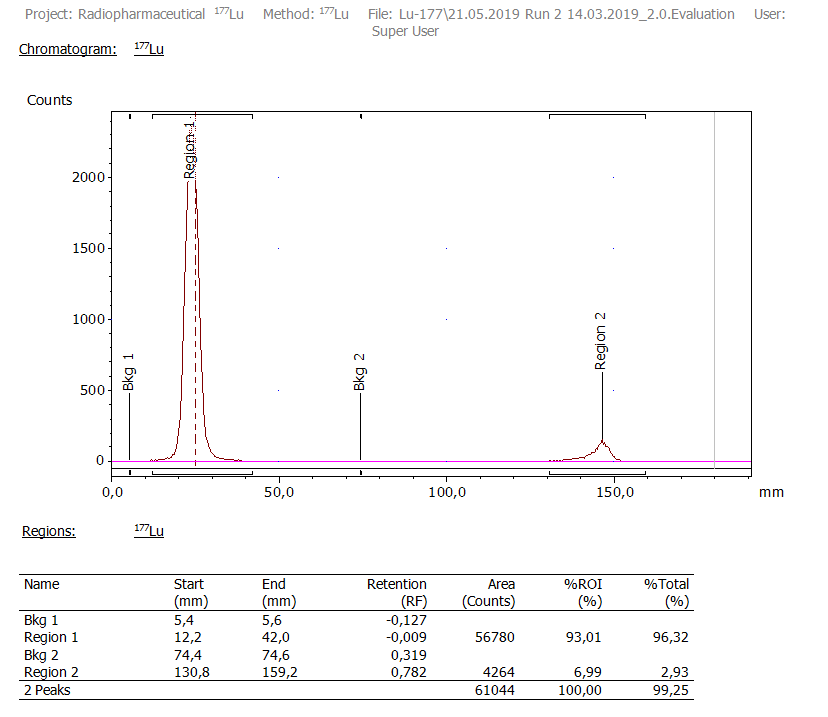 Project: Radiopharmaceutical ¹⁷⁷Lu Method: ¹⁷⁷Lu File: Lu-177\21.05.2019 Run 2 14.03.2019_2.0.Evaluation User:
Super User
Chromatogram: ¹⁷⁷Lu
Counts
Region 1
2000
1500
1000
Region 2
Bkg 1
Bkg 2
500
0
0,0 50,0 100,0 150,0 mm
Regions: ¹⁷⁷Lu
Name Start End Retention Area %ROI %Total
(mm) (mm) (RF) (Counts) (%) (%)
Bkg 1 5,4 5,6 -0,127
Region 1 12,2 42,0 -0,009 56780 93,01 96,32
Bkg 2 74,4 74,6 0,319
Region 2 130,8 159,2 0,782 4264 6,99 2,93
2 Peaks 61044 100,00 99,25